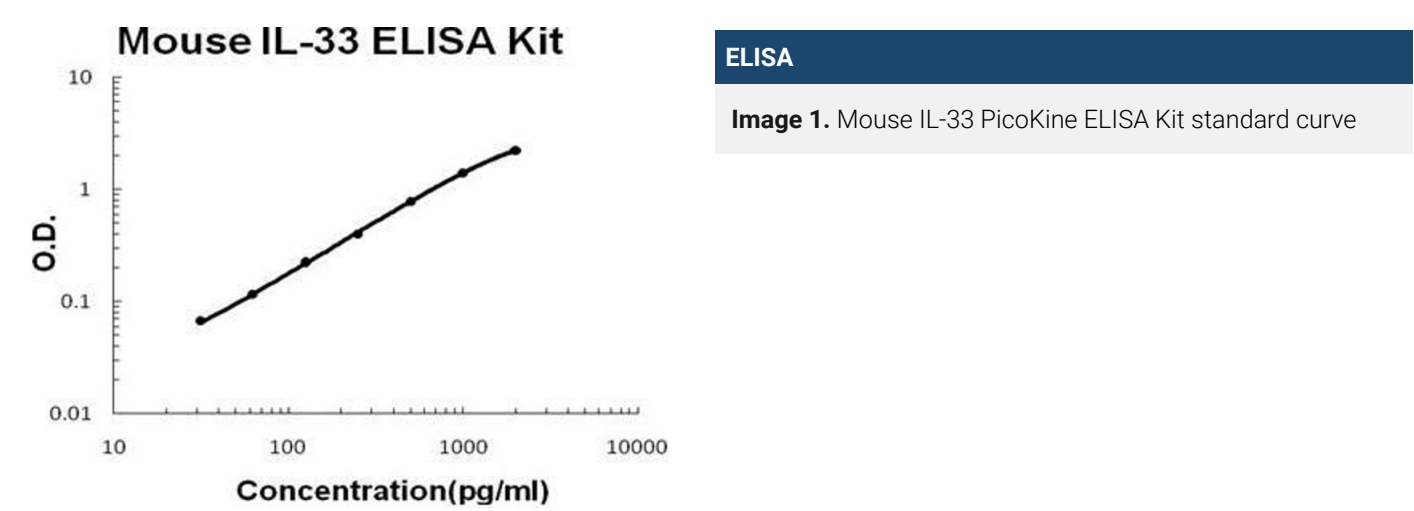 Mouse IL-33 ELISA Kit
10
1
0.1
0.01
O.D.
10 100 1000 10000
Concentration(pg/ml)
ELISA
Image 1. Mouse IL-33 PicoKine ELISA Kit standard curve